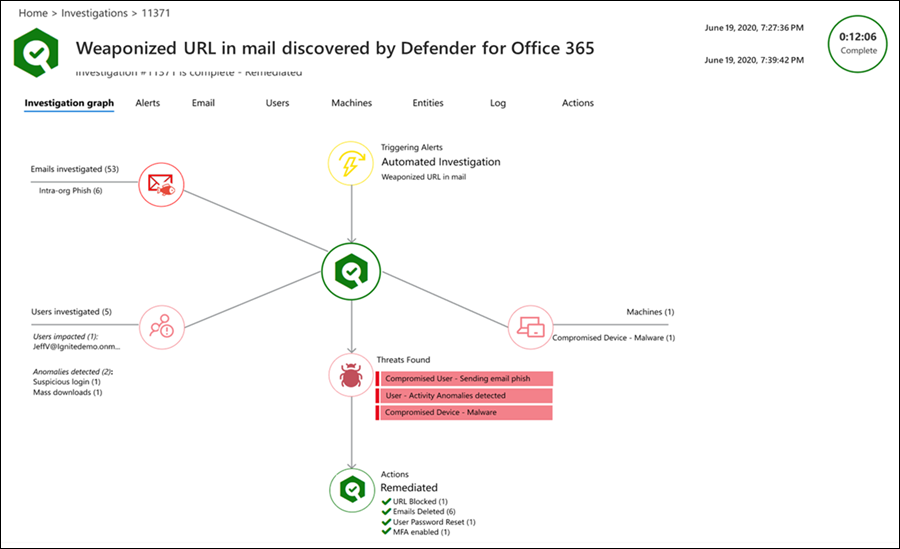 Home > Investigations > 11371
June 19, 2020, 7:27:36 PM
0:12:06
Complete
Weaponized URL in mail discovered by Defender for Office 365
June 19, 2020, 7:39:42 PM
Investigation #11371 is complete - Remediated
Investigation graph Alerts Email Users Machines Entities Log Actions
Triggering Alerts
Automated Investigation
Weaponized URL in mail
Emails investigated (53)
Intra-org Phish (6)
Users investigated (5)
Users impacted (1):
JeffV@Ignitedemo.onm...
Anomalies detected (2):
Suspicious login (1)
Mass downloads (1)
Machines (1)
Compromised Device - Malware (1)
Threats Found
Compromised User - Sending email phish
User - Activity Anomalies detected
Compromised Device - Malware
Actions
Remediated
URL Blocked (1)
Emails Deleted (6)
User Password Reset (1)
MFA enabled (1)